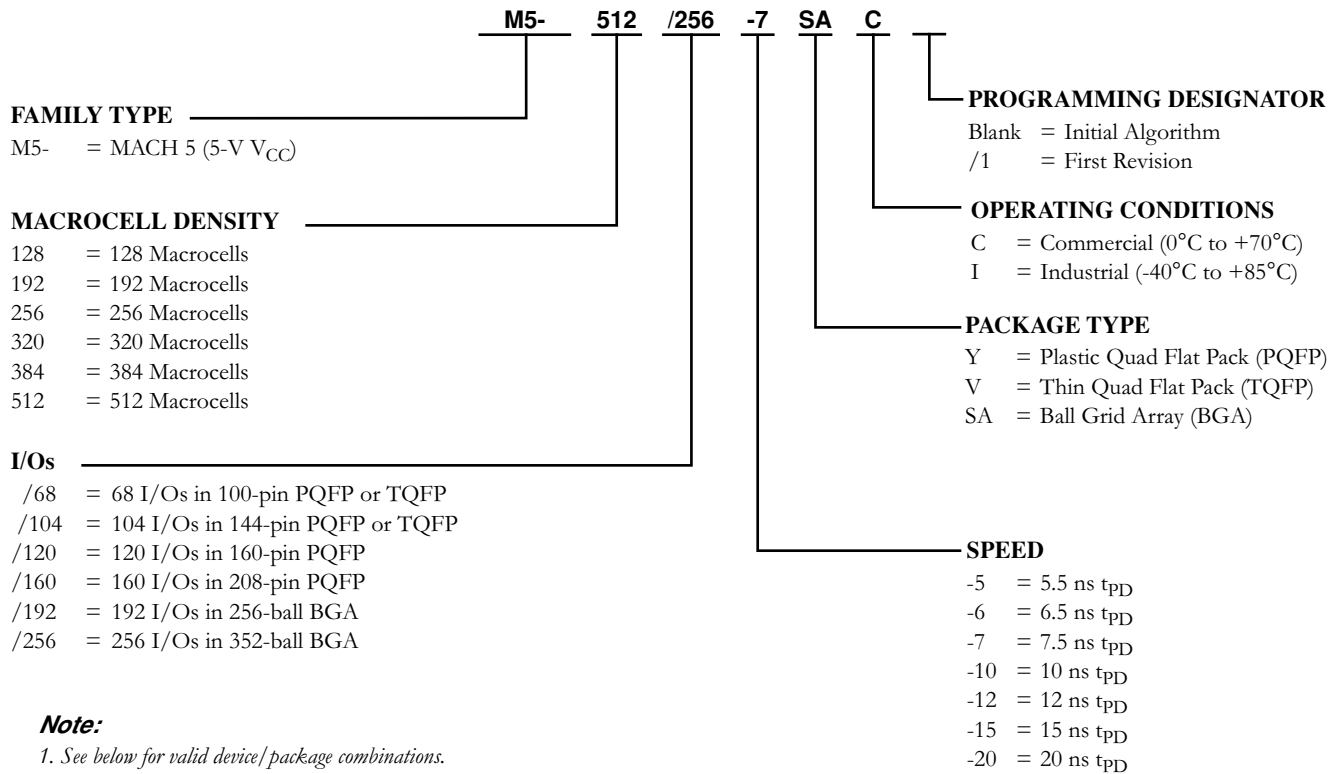 M5- 512 /256 -7 SA C
FAMILY TYPE
M5- = MACH 5 (5-V VCC)
MACROCELL DENSITY
128 = 128 Macrocells
192 = 192 Macrocells
256 = 256 Macrocells
320 = 320 Macrocells
384 = 384 Macrocells
512 = 512 Macrocells
I/Os
/68 = 68 I/Os in 100-pin PQFP or TQFP
/104 = 104 I/Os in 144-pin PQFP or TQFP
/120 = 120 I/Os in 160-pin PQFP
/160 = 160 I/Os in 208-pin PQFP
/192 = 192 I/Os in 256-ball BGA
/256 = 256 I/Os in 352-ball BGA
Note:
1. See below for valid device/package combinations.
PROGRAMMING DESIGNATOR
Blank = Initial Algorithm
/1 = First Revision
OPERATING CONDITIONS
C = Commercial (0°C to +70°C)
I = Industrial (-40°C to +85°C)
PACKAGE TYPE
Y = Plastic Quad Flat Pack (PQFP)
V = Thin Quad Flat Pack (TQFP)
SA = Ball Grid Array (BGA)
SPEED
-5 = 5.5 ns tPD
-6 = 6.5 ns tPD
-7 = 7.5 ns tPD
-10 = 10 ns tPD
-12 = 12 ns tPD
-15 = 15 ns tPD
-20 = 20 ns tPD